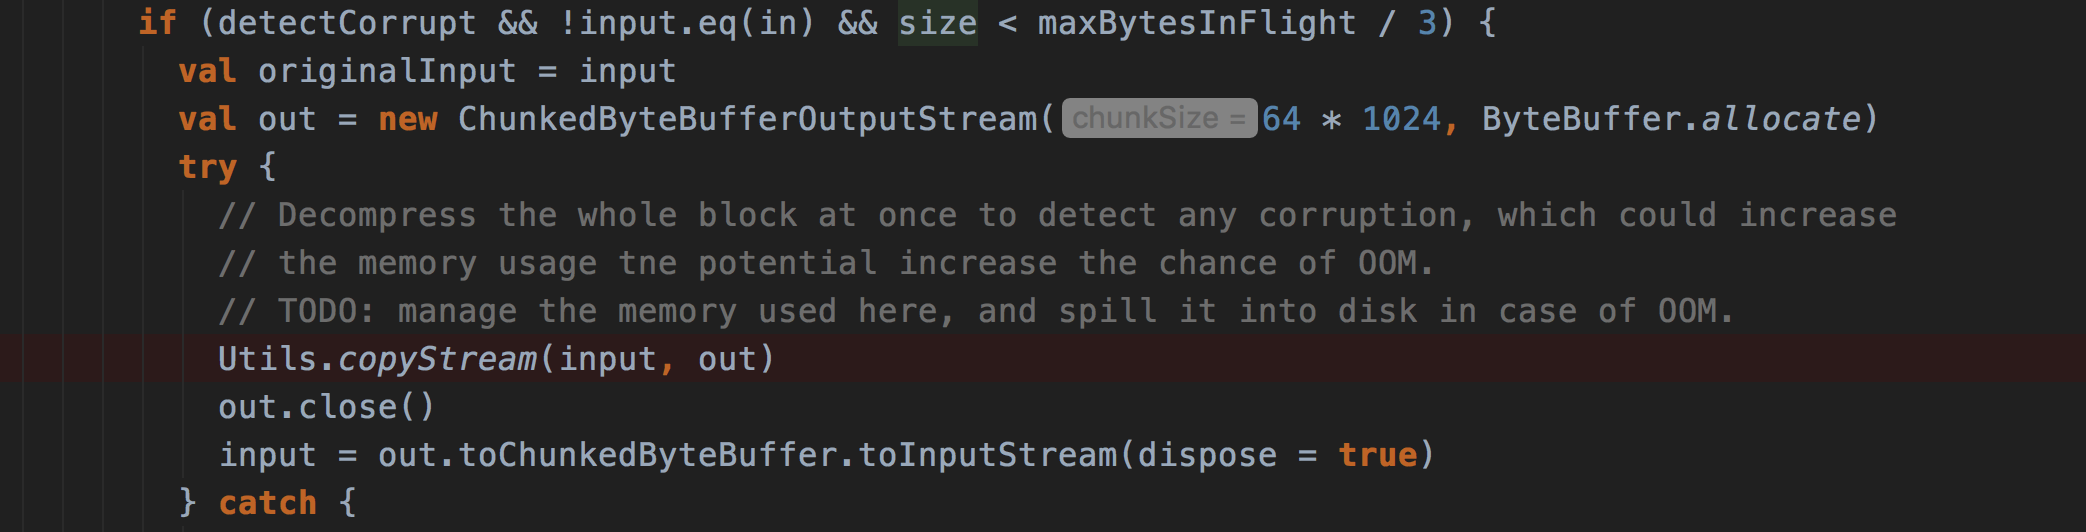 if (detectCorrupt && !input.eq(in) && size < maxBytesInFlight / 3) {
val originalInput = input
val out = new ChunkedByteBufferOutputStream( chunkSize = 64 * 1024, ByteBuffer.allocate)
try {
// Decompress the whole block at once to detect any corruption, which could increase
// the memory usage tne potential increase the chance of OOM.
// TODO: manage the memory used here, and spill it into disk in case of OOM.
Utils.copyStream(input, out)
out.close()
input = out.toChunkedByteBuffer.toInputStream(dispose = true)
} catch {